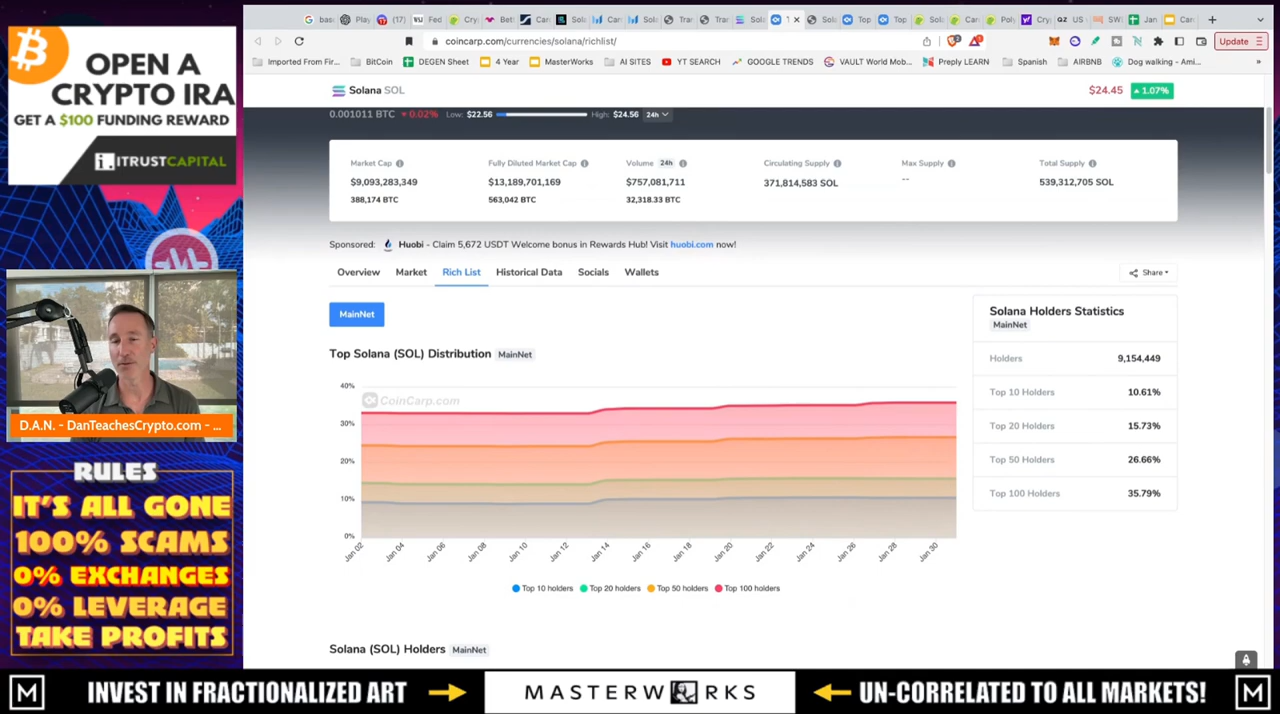 OPEN A
CRYPTO IRA
GET A $100 FUNDING REWARD
ITRUSTCAPITAL
D.A.N. - DanTeachesCrypto.com - ...
RULES
IT'S ALL GONE
100% SCAMS
0% EXCHANGES
0% LEVERAGE
TAKE PROFITS
(17)
Fed
Update
coincarp.com/currencies/solana/richlist/
Imported From Fir...
BitCoin
DEGEN Sheet
4 Year
MasterWorks
AI SITES
YT SEARCH
GOOGLE TRENDS
VAULT World Mob...
Preply LEARN
Spanish
AIRBNB
Dog walking - Ami...
»
Solana SOL
$24.45
1.07%
0.001011 BTC
0.02%
Low: $22.56
High: $24.56
24h
Market Cap
Fully Diluted Market Cap
Volume 24h
Circulating Supply
Max Supply
Total Supply
$9,093,283,349
$13,189,701,169
$757,081,711
371,814,583 SOL
--
539,312,705 SOL
388,174 BTC
563,042 BTC
32,318.33 BTC
Sponsored: Huobi - Claim 5,672 USDT Welcome bonus in Rewards Hub! Visit huobi.com now!
Overview
Market
Rich List
Historical Data
Socials
Wallets
Share
MainNet
Top Solana (SOL) Distribution MainNet
40%
30%
20%
10%
0%
CoinCarp.com
Jan 02
Jan 04
Jan 06
Jan 08
Jan 10
Jan 12
Jan 14
Jan 16
Jan 18
Jan 20
Jan 22
Jan 24
Jan 26
Jan 28
Jan 30
Top 10 holders
Top 20 holders
Top 50 holders
Top 100 holders
Solana Holders Statistics
MainNet
Holders 9,154,449
Top 10 Holders 10.61%
Top 20 Holders 15.73%
Top 50 Holders 26.66%
Top 100 Holders 35.79%
Solana (SOL) Holders MainNet
M
INVEST IN FRACTIONALIZED ART
MASTERWORKS
UN-CORRELATED TO ALL MARKETS!
M